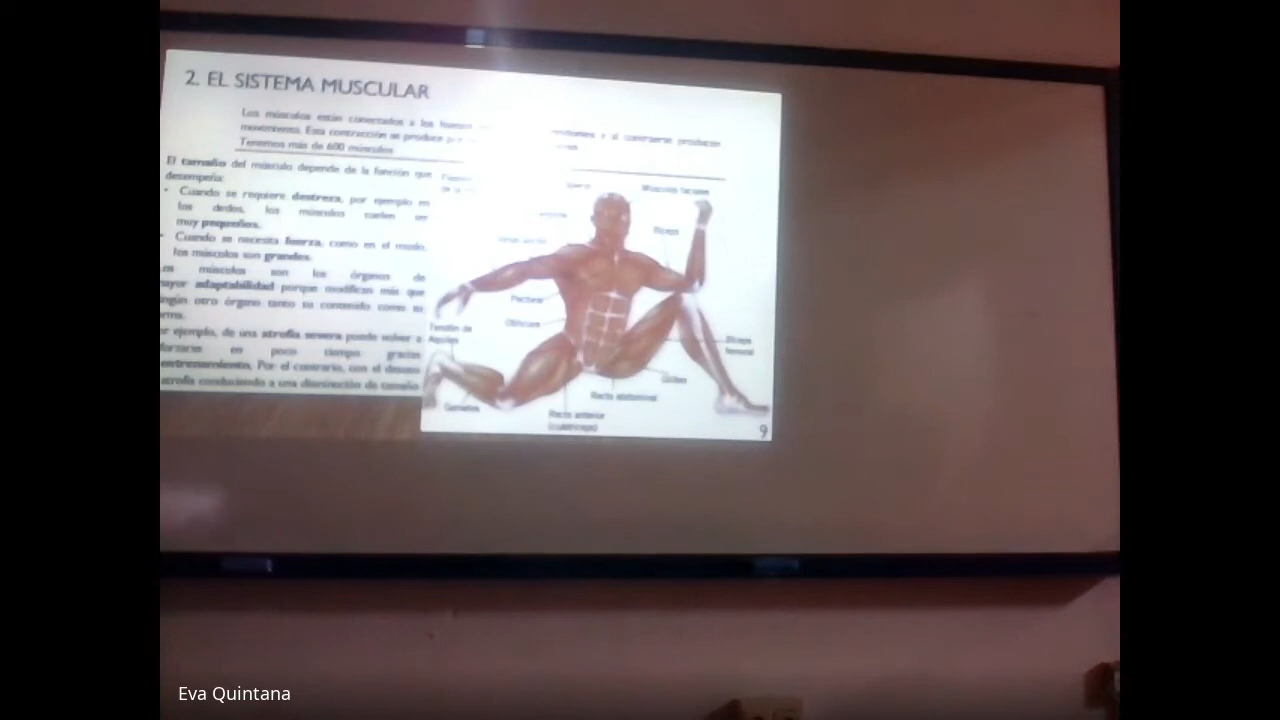 2. EL SISTEMA MUSCULAR
Los músculos están conectados a los huesos y al contraerse producen
movimiento. Esta contracción se produce por
Tenemos más de 600 músculos
El tamaño del músculo depende de la función que
desempeña:
• Cuando se requiere destreza, por ejemplo en
los dedos, los músculos suelen ser
muy pequeños.
• Cuando se necesita fuerza, como en el muslo,
los músculos son grandes.
músculos son los órganos de
adaptabilidad porque modifican más que
otro órgano tanto su contenido como su
ejemplo, de una atrofia severa puede volver a
en poco tiempo gracias
entrenamiento. Por el contrario, con el desuso
atrofia conduciendo a una disminución de tamaño
Músculos faciales
Bíceps
Pectoral
Oblicuos
Tendón de
Aquiles
Bíceps
femoral
Recto abdominal
Gemelos
Recto anterior
(cuádriceps)
9
Eva Quintana